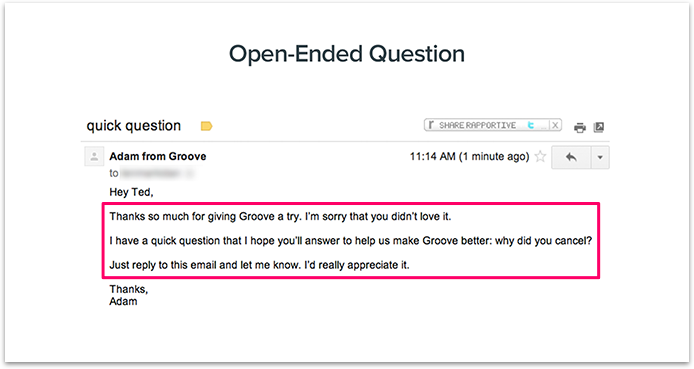 Open-Ended Question
quick question
r SHARE RAPPORTIVE t ... X
Adam from Groove
11:14 AM (1 minute ago)
to
Hey Ted,
Thanks so much for giving Groove a try. I'm sorry that you didn't love it.
I have a quick question that I hope you'll answer to help us make Groove better: why did you cancel?
Just reply to this email and let me know. I'd really appreciate it.
Thanks,
Adam